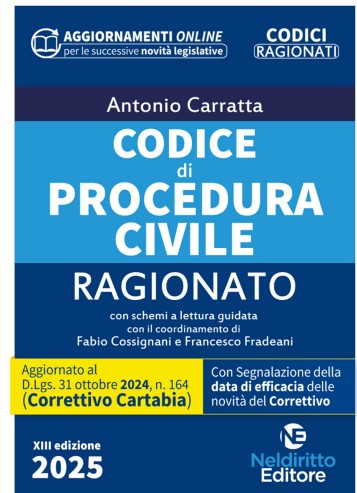 AGGIORNAMENTI ONLINE
per le successive novità legislative
CODICI
RAGIONATI
Antonio Carratta
CODICE
di
PROCEDURA
CIVILE
RAGIONATO
con schemi a lettura guidata
con il coordinamento di
Fabio Cossignani e Francesco Fradeani
Aggiornato al
D.Lgs. 31 ottobre 2024, n. 164
(Correttivo Cartabia)
Con Segnalazione della
data di efficacia delle
novità del Correttivo
XIII edizione
2025
NE
Neldiritto
Editore